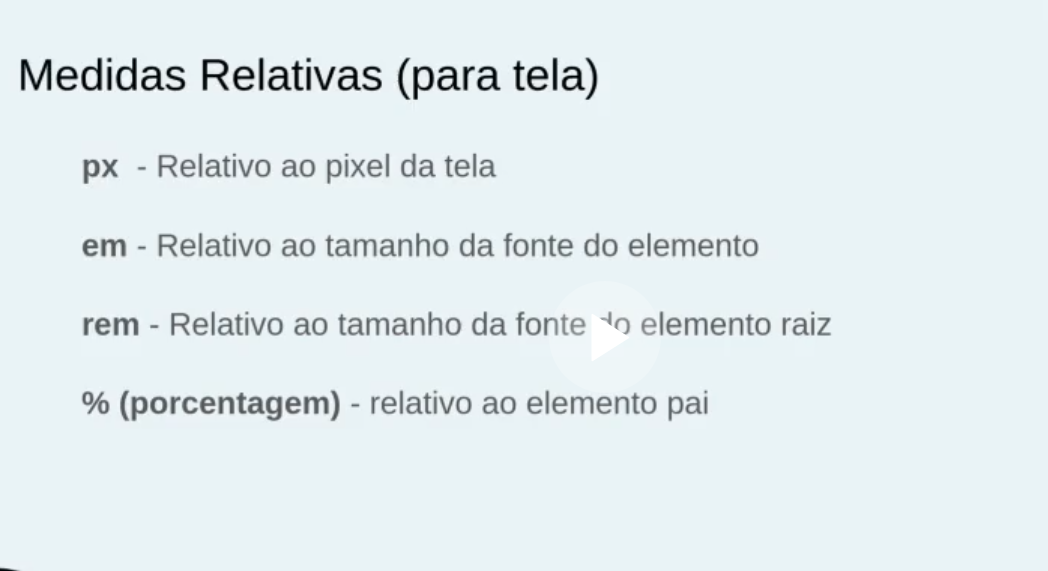 Medidas Relativas (para tela)
px - Relativo ao pixel da tela
em - Relativo ao tamanho da fonte do elemento
rem - Relativo ao tamanho da fonte do elemento raiz
% (porcentagem) - relativo ao elemento pai